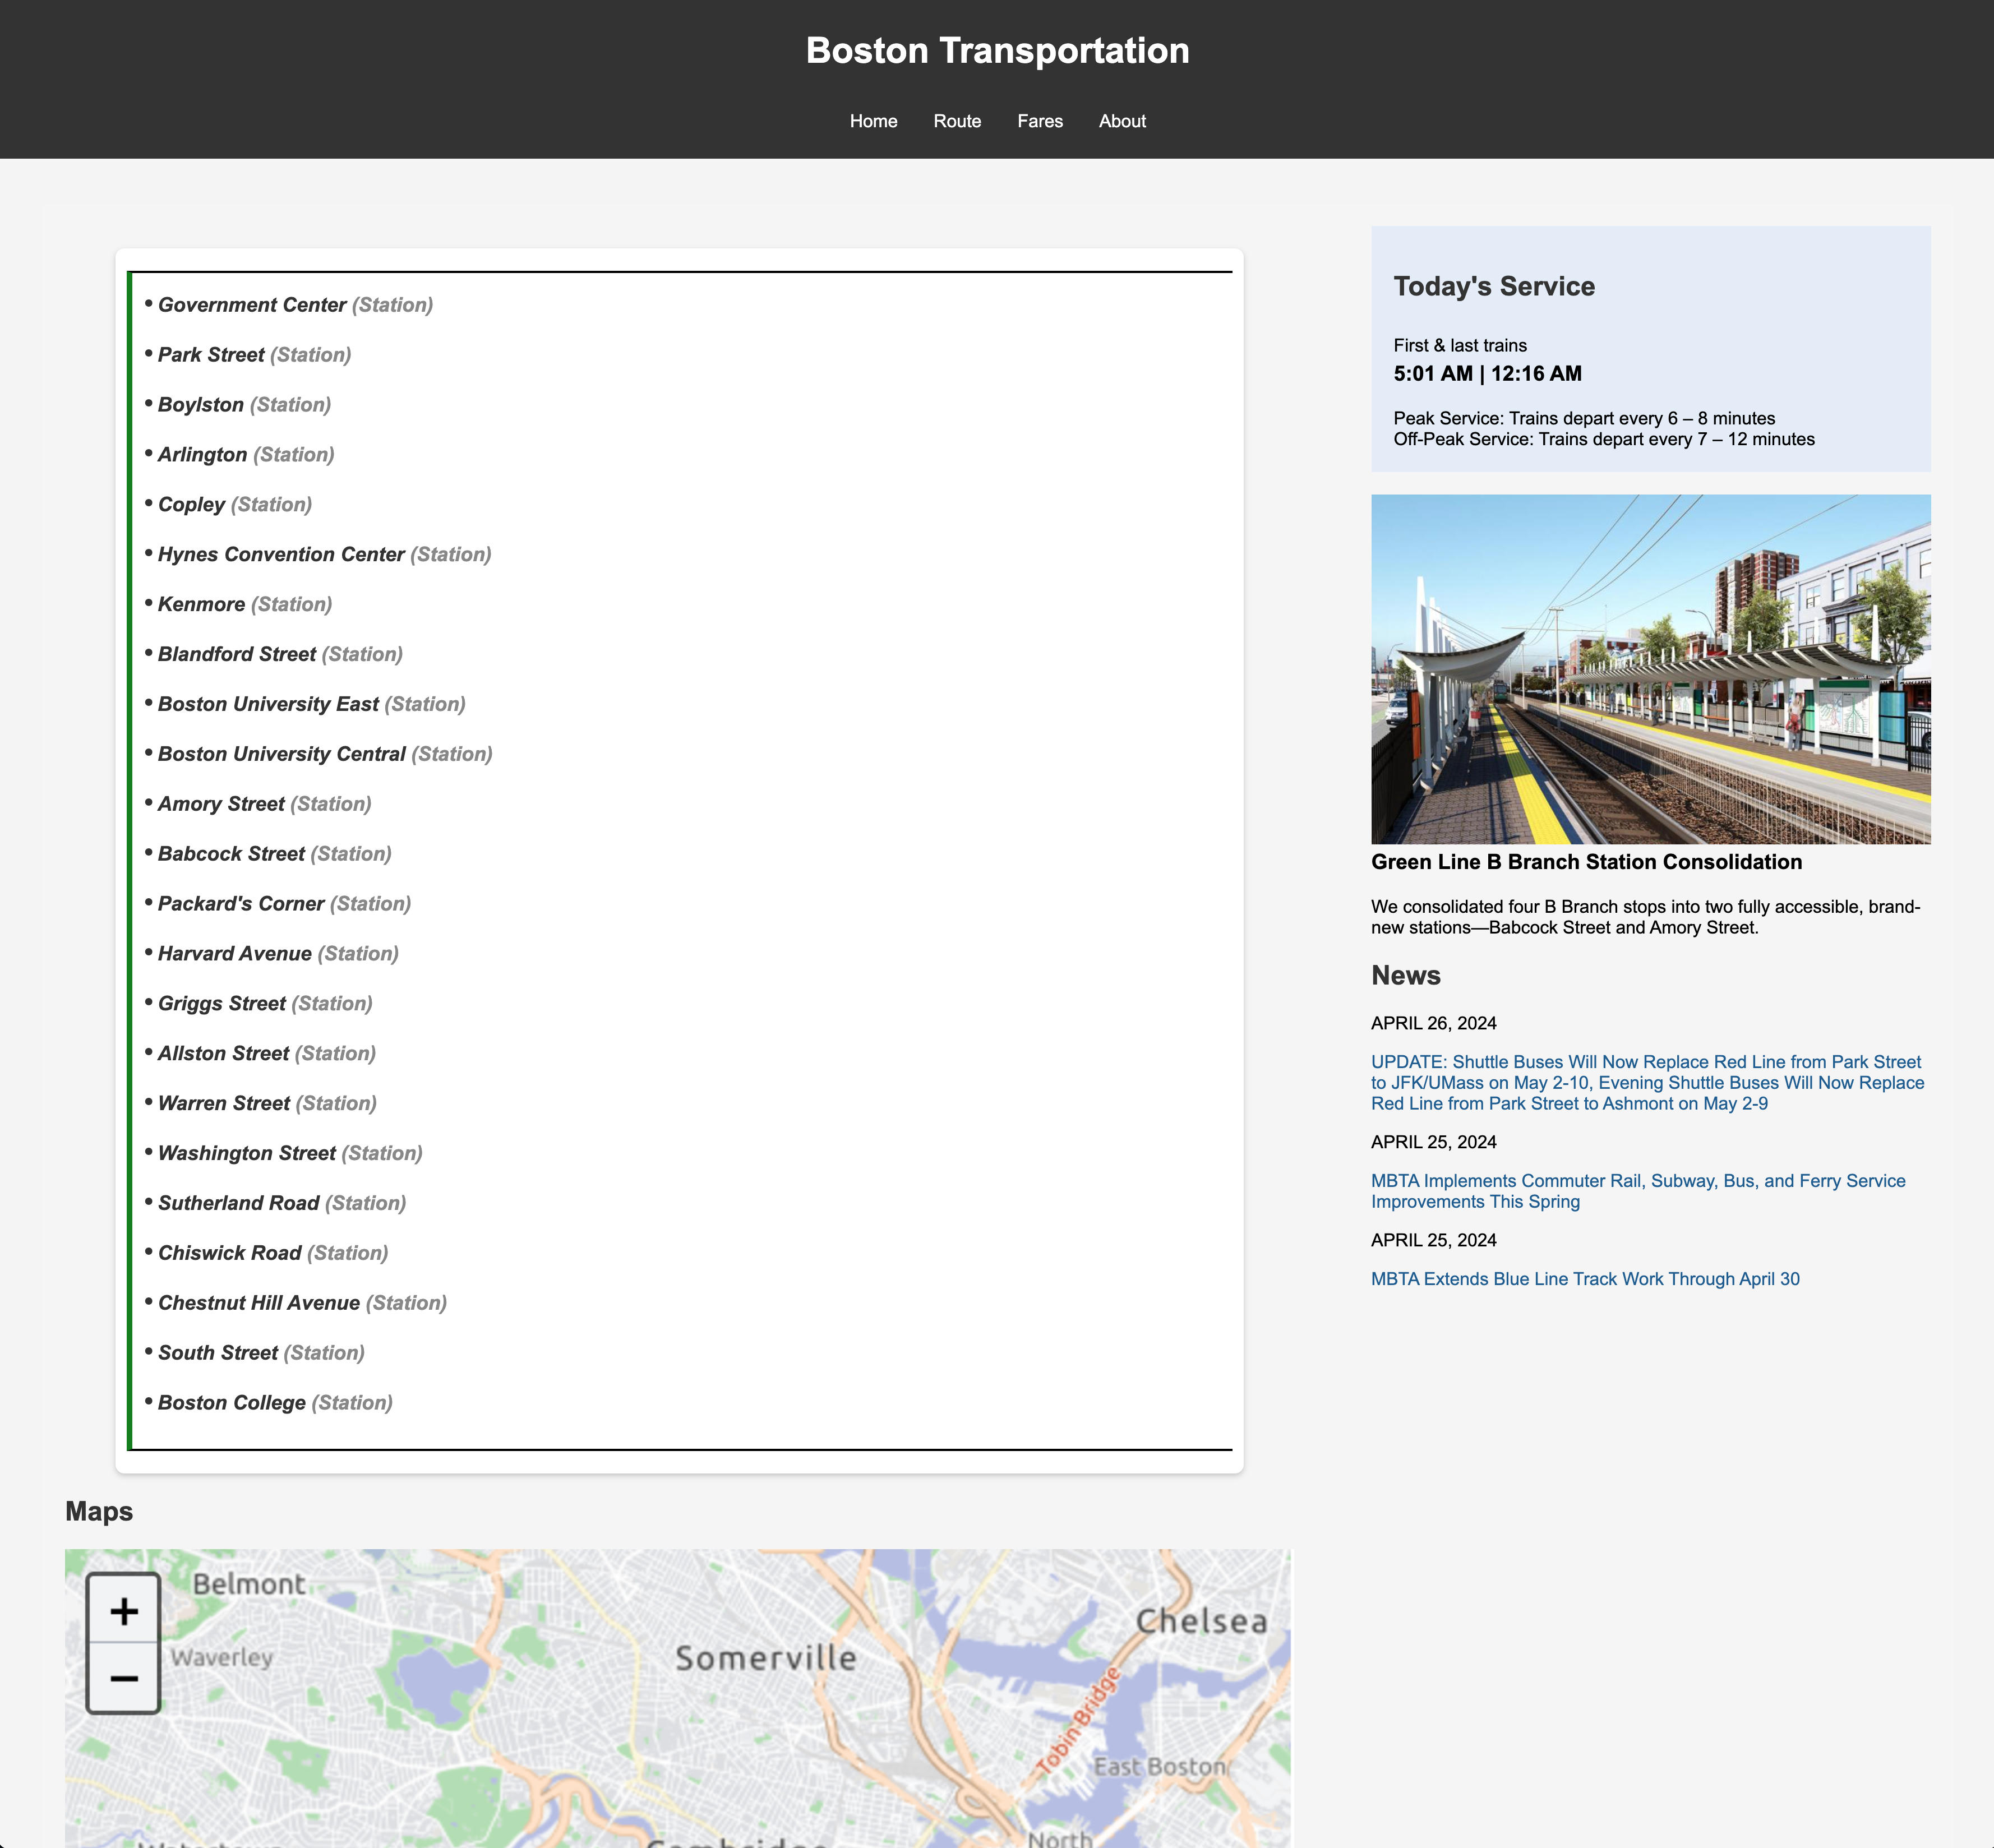 Boston Transportation
Home Route Fares About
• Government Center (Station)
• Park Street (Station)
• Boylston (Station)
• Arlington (Station)
• Copley (Station)
• Hynes Convention Center (Station)
• Kenmore (Station)
• Blandford Street (Station)
• Boston University East (Station)
• Boston University Central (Station)
• Amory Street (Station)
• Babcock Street (Station)
• Packard's Corner (Station)
• Harvard Avenue (Station)
• Griggs Street (Station)
• Allston Street (Station)
• Warren Street (Station)
• Washington Street (Station)
• Sutherland Road (Station)
• Chiswick Road (Station)
• Chestnut Hill Avenue (Station)
• South Street (Station)
• Boston College (Station)
Maps
+
−
Belmont
Waverley
Somerville
Chelsea
Tobin Bridge
East Boston
Cambridge
North
Today's Service
First & last trains
5:01 AM | 12:16 AM
Peak Service: Trains depart every 6 – 8 minutes
Off-Peak Service: Trains depart every 7 – 12 minutes
Green Line B Branch Station Consolidation
We consolidated four B Branch stops into two fully accessible, brand-
new stations—Babcock Street and Amory Street.
News
APRIL 26, 2024
UPDATE: Shuttle Buses Will Now Replace Red Line from Park Street
to JFK/UMass on May 2-10, Evening Shuttle Buses Will Now Replace
Red Line from Park Street to Ashmont on May 2-9
APRIL 25, 2024
MBTA Implements Commuter Rail, Subway, Bus, and Ferry Service
Improvements This Spring
APRIL 25, 2024
MBTA Extends Blue Line Track Work Through April 30